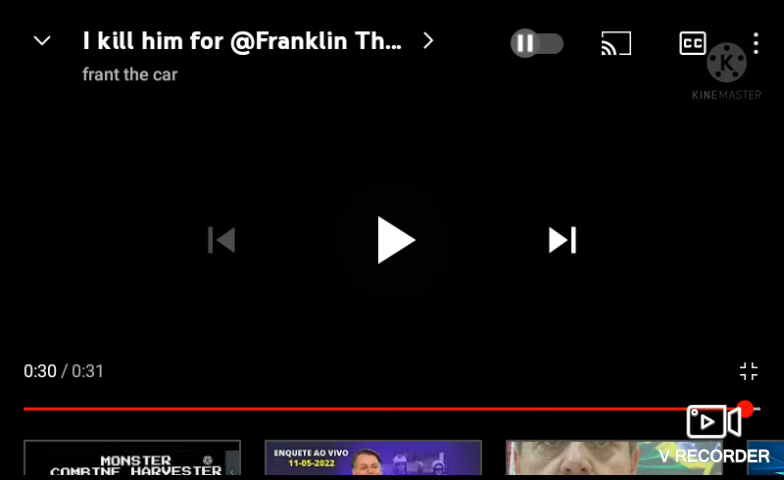 I kill him for @Franklin Th...
frant the car
CC
K
KINEMASTER
0:30 / 0:31
V RECORDER
MONSTER
COMBINE HARVESTER
ENQUETE AO VIVO
11-05-2022